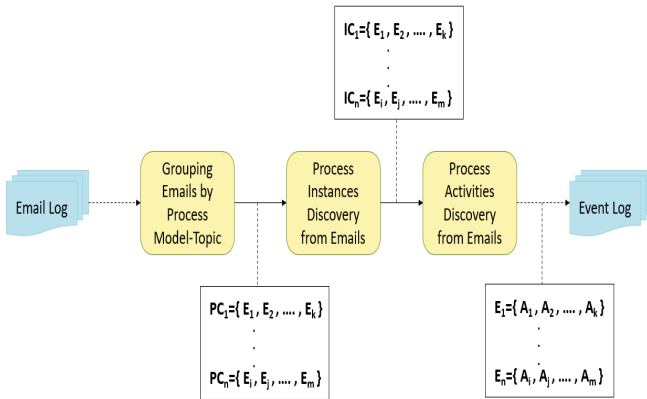 IC₁={ E₁ , E₂ , .... , Eₖ }
.
.
.
ICₙ={ Eᵢ , Eⱼ , .... , Eₘ }
Email Log
Grouping
Emails by
Process
Model-Topic
Process
Instances
Discovery
from Emails
Process
Activities
Discovery
from Emails
Event Log
PC₁={ E₁ , E₂ , .... , Eₖ }
.
.
.
PCₙ={ Eᵢ , Eⱼ , .... , Eₘ }
E₁={ A₁ , A₂ , .... , Aₖ }
.
.
.
Eₙ={ Aᵢ , Aⱼ , .... , Aₘ }